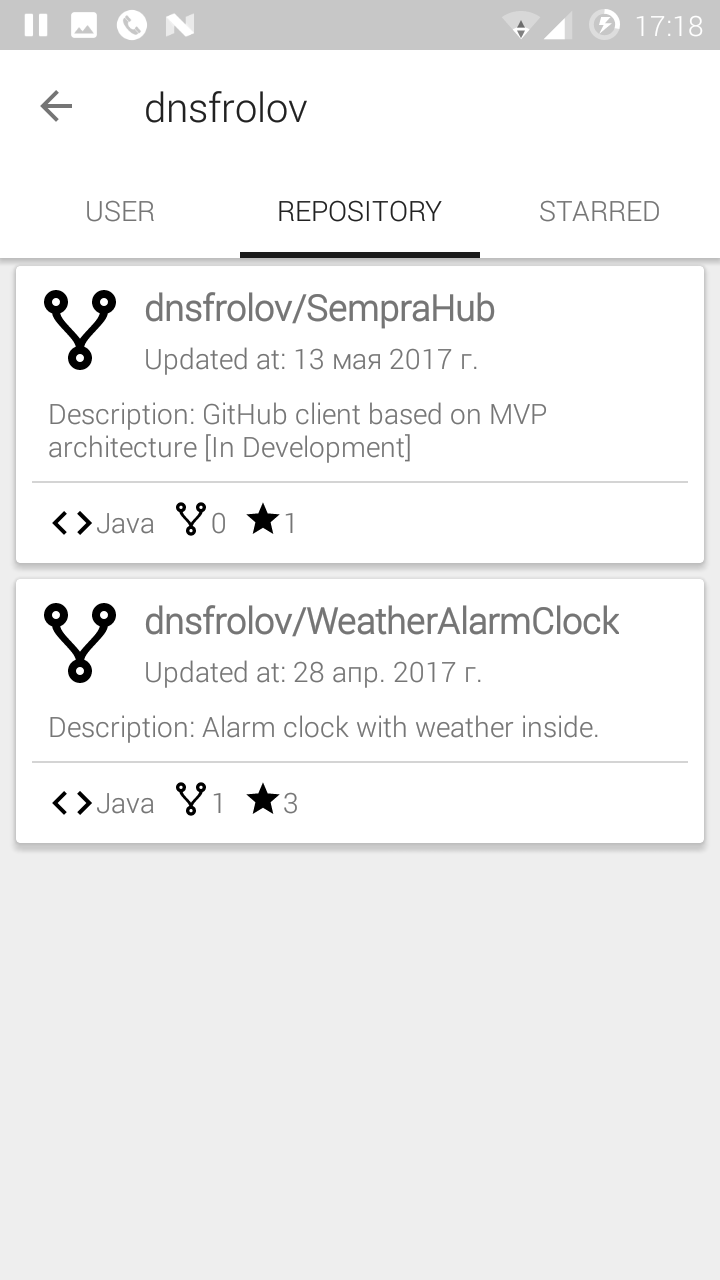 17:18
dnsfrolov
USER REPOSITORY STARRED
dnsfrolov/SempraHub
Updated at: 13 мая 2017 г.
Description: GitHub client based on MVP
architecture [In Development]
Java 0 1
dnsfrolov/WeatherAlarmClock
Updated at: 28 апр. 2017 г.
Description: Alarm clock with weather inside.
Java 1 3